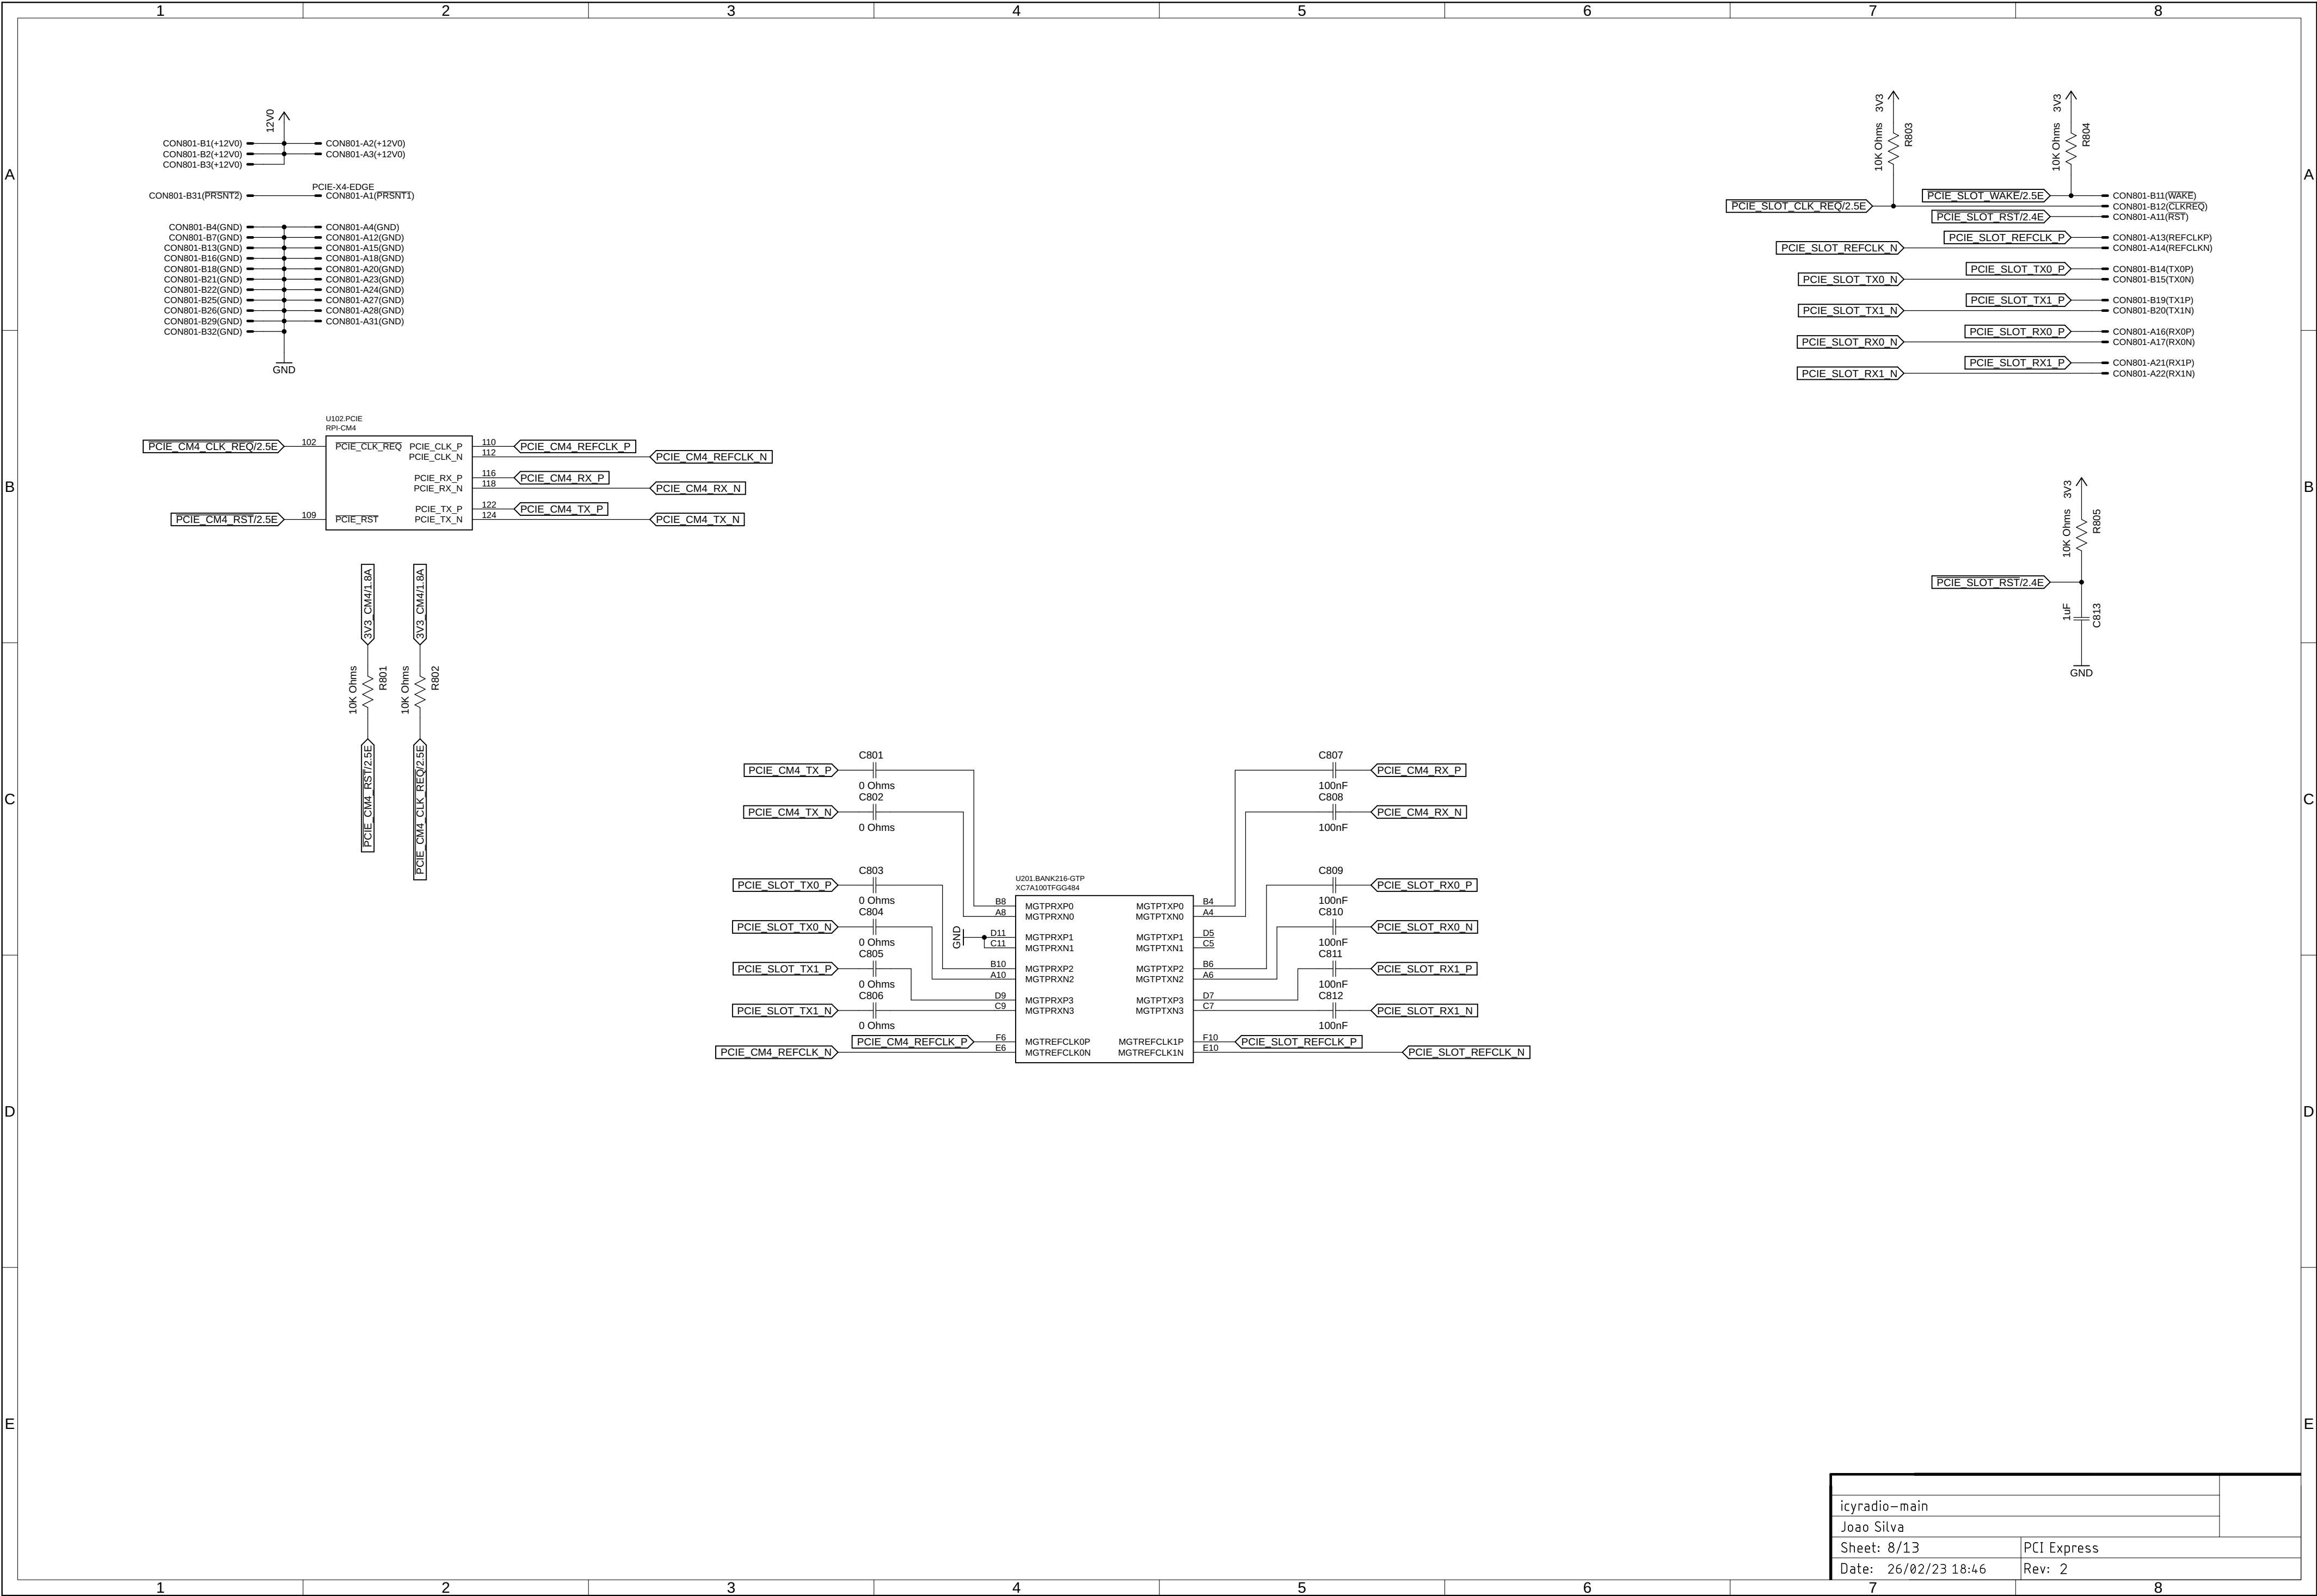 1 2 3 4 5 6 7 8
A A
B B
C C
D D
E E
12V0
CON801-B1(+12V0) CON801-A2(+12V0)
CON801-B2(+12V0) CON801-A3(+12V0)
CON801-B3(+12V0)
PCIE-X4-EDGE
CON801-B31(PRSNT2) CON801-A1(PRSNT1)
CON801-B4(GND) CON801-A4(GND)
CON801-B7(GND) CON801-A12(GND)
CON801-B13(GND) CON801-A15(GND)
CON801-B16(GND) CON801-A18(GND)
CON801-B18(GND) CON801-A20(GND)
CON801-B21(GND) CON801-A23(GND)
CON801-B22(GND) CON801-A24(GND)
CON801-B25(GND) CON801-A27(GND)
CON801-B26(GND) CON801-A28(GND)
CON801-B29(GND) CON801-A31(GND)
CON801-B32(GND)
GND
3V3 3V3
10K Ohms R803 10K Ohms R804
PCIE_SLOT_WAKE/2.5E CON801-B11(WAKE)
PCIE_SLOT_CLK_REQ/2.5E CON801-B12(CLKREQ)
PCIE_SLOT_RST/2.4E CON801-A11(RST)
PCIE_SLOT_REFCLK_P CON801-A13(REFCLKP)
PCIE_SLOT_REFCLK_N CON801-A14(REFCLKN)
PCIE_SLOT_TX0_P CON801-B14(TX0P)
PCIE_SLOT_TX0_N CON801-B15(TX0N)
PCIE_SLOT_TX1_P CON801-B19(TX1P)
PCIE_SLOT_TX1_N CON801-B20(TX1N)
PCIE_SLOT_RX0_P CON801-A16(RX0P)
PCIE_SLOT_RX0_N CON801-A17(RX0N)
PCIE_SLOT_RX1_P CON801-A21(RX1P)
PCIE_SLOT_RX1_N CON801-A22(RX1N)
U102.PCIE
RPI-CM4
PCIE_CM4_CLK_REQ/2.5E 102 PCIE_CLK_REQ PCIE_CLK_P 110 PCIE_CM4_REFCLK_P
PCIE_CLK_N 112 PCIE_CM4_REFCLK_N
PCIE_RX_P 116 PCIE_CM4_RX_P
PCIE_RX_N 118 PCIE_CM4_RX_N
PCIE_TX_P 122 PCIE_CM4_TX_P
PCIE_CM4_RST/2.5E 109 PCIE_RST PCIE_TX_N 124 PCIE_CM4_TX_N
3V3
10K Ohms R805
PCIE_SLOT_RST/2.4E
1uF C813
GND
3V3_CM4/1.8A 3V3_CM4/1.8A
10K Ohms R801 10K Ohms R802
PCIE_CM4_RST/2.5E PCIE_CM4_CLK_REQ/2.5E
C801 C807
PCIE_CM4_TX_P PCIE_CM4_RX_P
0 Ohms 100nF
C802 C808
PCIE_CM4_TX_N PCIE_CM4_RX_N
0 Ohms 100nF
C803 C809
PCIE_SLOT_TX0_P PCIE_SLOT_RX0_P
0 Ohms 100nF
C804 C810
PCIE_SLOT_TX0_N PCIE_SLOT_RX0_N
0 Ohms 100nF
C805 C811
PCIE_SLOT_TX1_P PCIE_SLOT_RX1_P
0 Ohms 100nF
C806 C812
PCIE_SLOT_TX1_N PCIE_SLOT_RX1_N
0 Ohms 100nF
U201.BANK216-GTP
XC7A100TFGG484
B8 MGTPRXP0 MGTPTXP0 B4
A8 MGTPRXN0 MGTPTXN0 A4
GND
D11 MGTPRXP1 MGTPTXP1 D5
C11 MGTPRXN1 MGTPTXN1 C5
B10 MGTPRXP2 MGTPTXP2 B6
A10 MGTPRXN2 MGTPTXN2 A6
D9 MGTPRXP3 MGTPTXP3 D7
C9 MGTPRXN3 MGTPTXN3 C7
PCIE_CM4_REFCLK_P F6 MGTREFCLK0P MGTREFCLK1P F10 PCIE_SLOT_REFCLK_P
PCIE_CM4_REFCLK_N E6 MGTREFCLK0N MGTREFCLK1N E10 PCIE_SLOT_REFCLK_N
icyradio-main
Joao Silva
Sheet: 8/13 PCI Express
Date: 26/02/23 18:46 Rev: 2
1 2 3 4 5 6 7 8